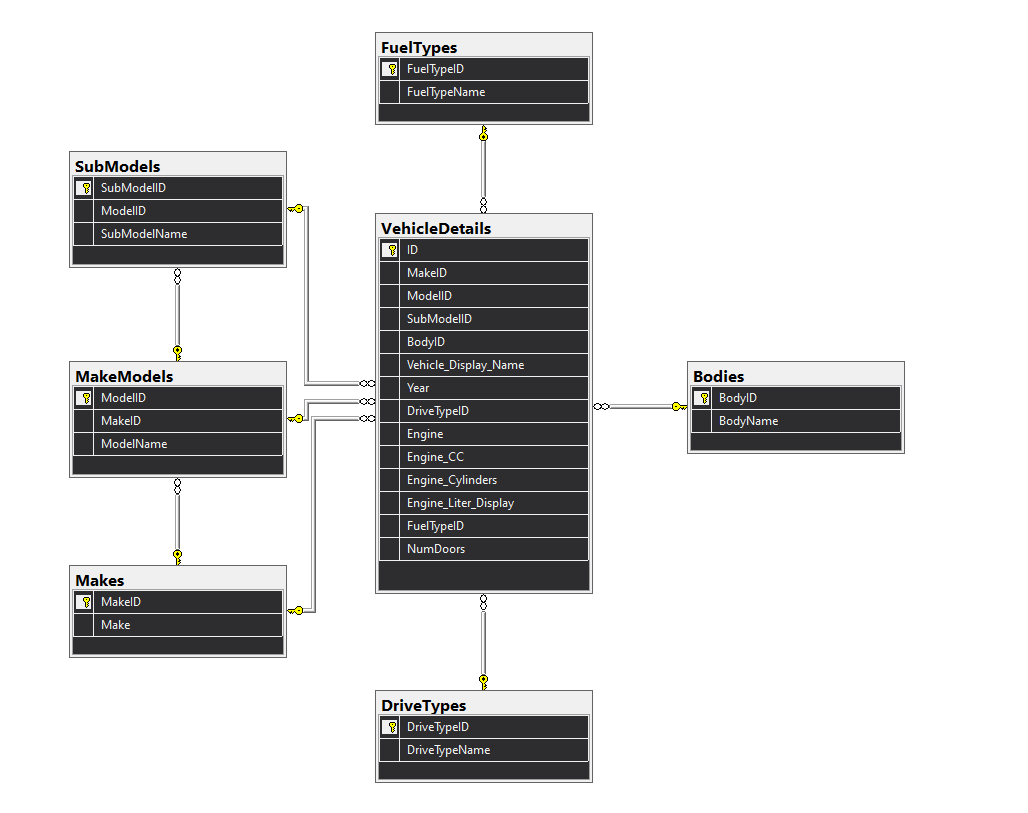 FuelTypes
FuelTypeID
FuelTypeName
SubModels
SubModelID
ModelID
SubModelName
VehicleDetails
ID
MakeID
ModelID
SubModelID
BodyID
Vehicle_Display_Name
Year
DriveTypeID
Engine
Engine_CC
Engine_Cylinders
Engine_Liter_Display
FuelTypeID
NumDoors
MakeModels
ModelID
MakeID
ModelName
Bodies
BodyID
BodyName
Makes
MakeID
Make
DriveTypes
DriveTypeID
DriveTypeName